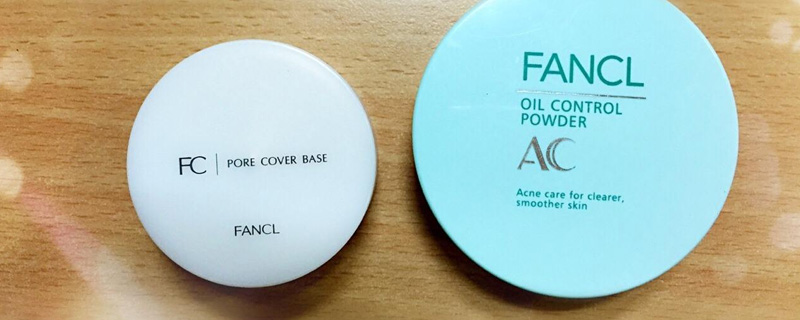 FC | PORE COVER BASE
FANCL
FANCL
OIL CONTROL
POWDER
AC
Acne care for clearer,
smoother skin